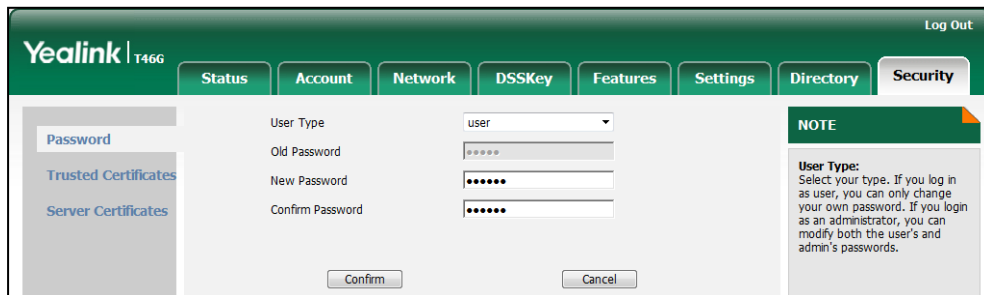 Log Out
Yealink | T46G
Status Account Network DSSKey Features Settings Directory Security
Password
Trusted Certificates
Server Certificates
User Type user
Old Password •••••
New Password ••••••
Confirm Password ••••••
Confirm Cancel
NOTE
User Type:
Select your type. If you log in
as user, you can only change
your own password. If you login
as an administrator, you can
modify both the user's and
admin's passwords.